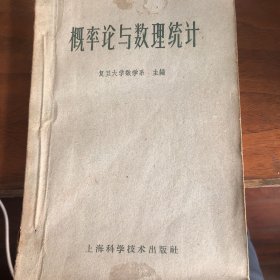 概率论与数理统计
复旦大学数学系 主编
上海科学技术出版社